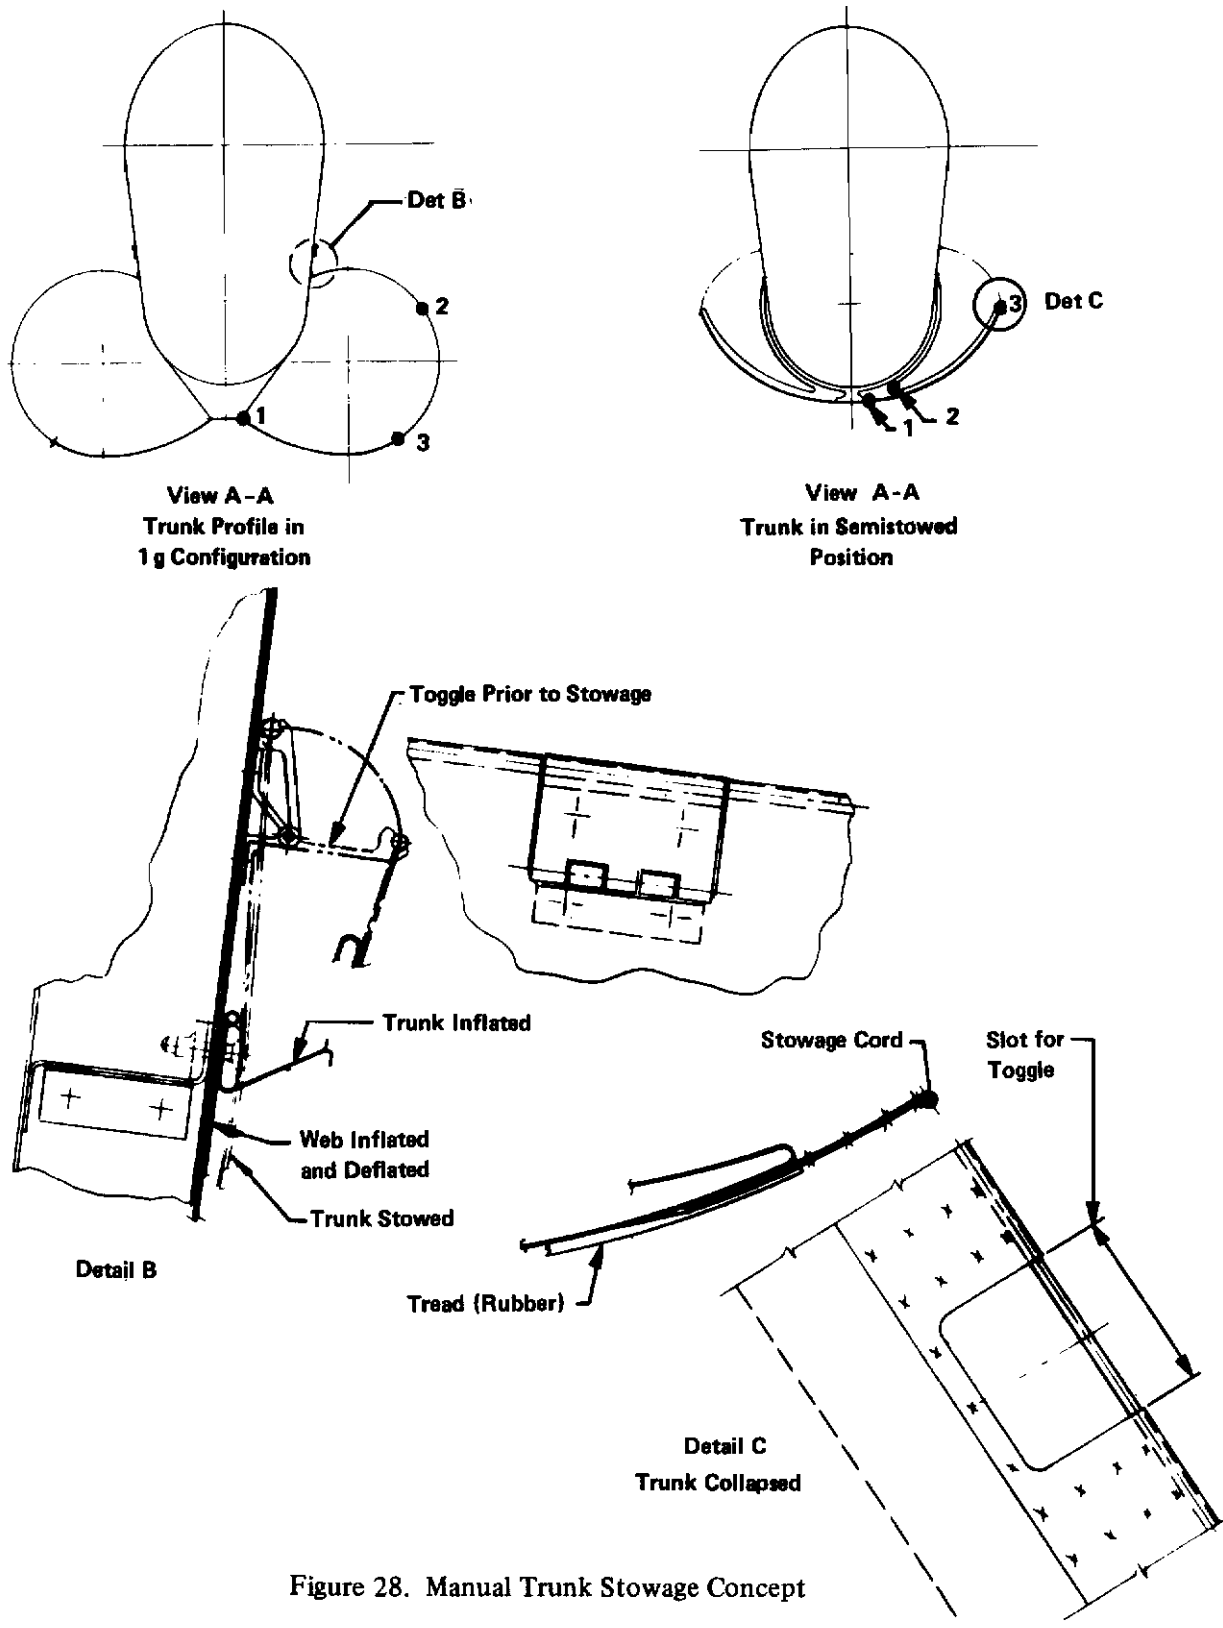 Det B
2
1
3
View A-A
Trunk Profile in
1 g Configuration
3
Det C
1
2
View A-A
Trunk in Semistowed
Position
Toggle Prior to Stowage
Trunk Inflated
Web Inflated
and Deflated
Trunk Stowed
Detail B
Stowage Cord
Slot for
Toggle
Tread (Rubber)
Detail C
Trunk Collapsed
Figure 28. Manual Trunk Stowage Concept